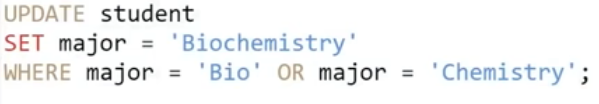 UPDATE student
SET major = 'Biochemistry'
WHERE major = 'Bio' OR major = 'Chemistry';